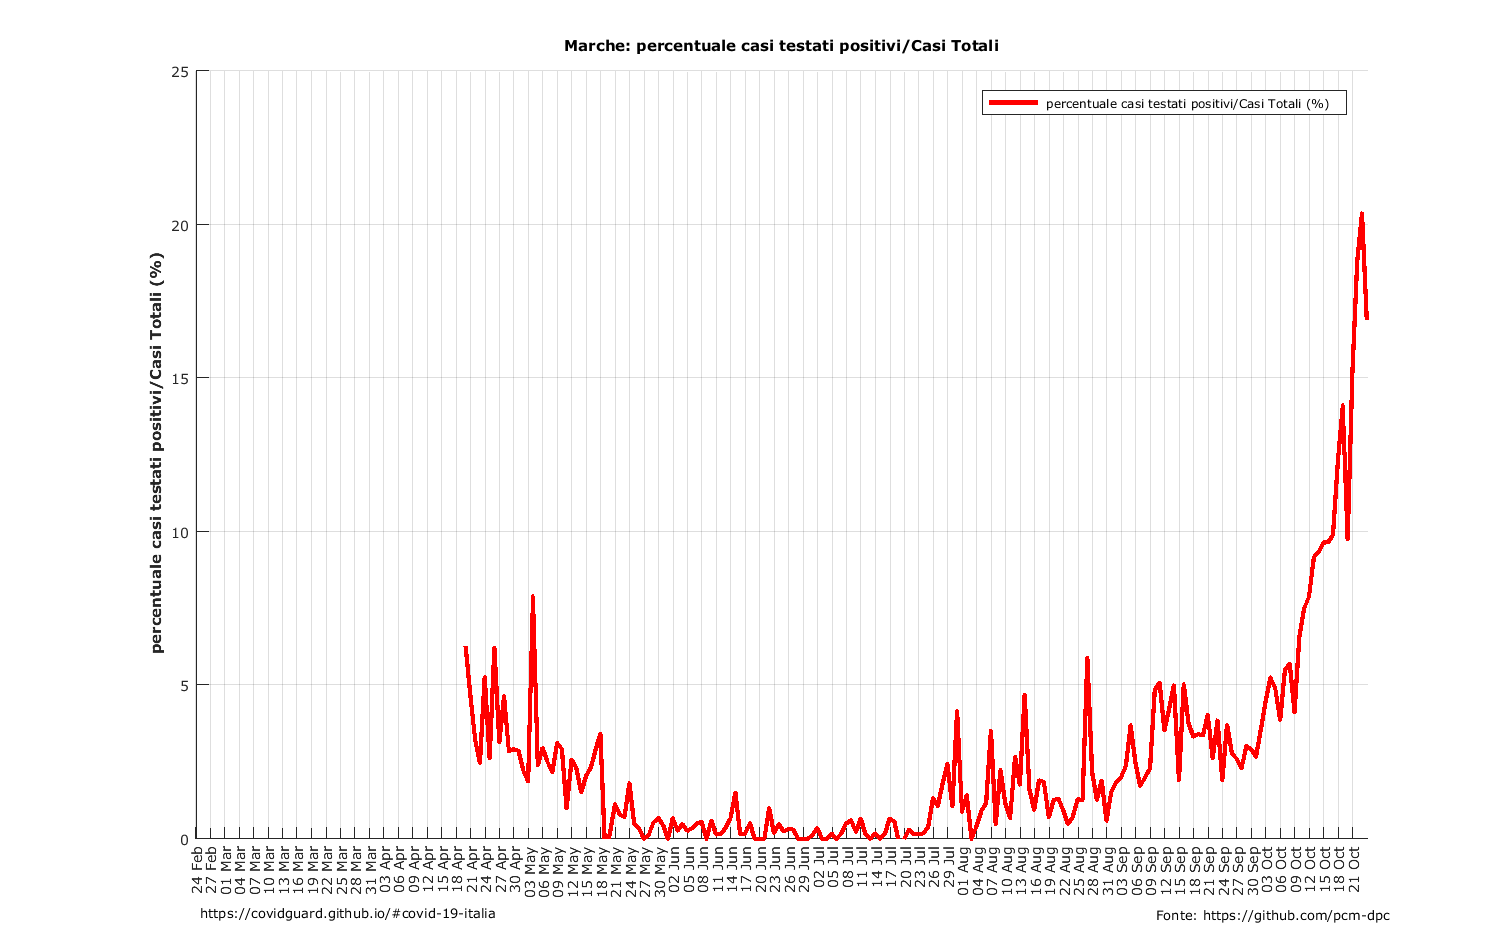 Marche: percentuale casi testati positivi/Casi Totali
percentuale casi testati positivi/Casi Totali (%)
percentuale casi testati positivi/Casi Totali (%)
25
20
15
10
5
0
24 Feb
27 Feb
01 Mar
04 Mar
07 Mar
10 Mar
13 Mar
16 Mar
19 Mar
22 Mar
25 Mar
28 Mar
31 Mar
03 Apr
06 Apr
09 Apr
12 Apr
15 Apr
18 Apr
21 Apr
24 Apr
27 Apr
30 Apr
03 May
06 May
09 May
12 May
15 May
18 May
21 May
24 May
27 May
30 May
02 Jun
05 Jun
08 Jun
11 Jun
14 Jun
17 Jun
20 Jun
23 Jun
26 Jun
29 Jun
02 Jul
05 Jul
08 Jul
11 Jul
14 Jul
17 Jul
20 Jul
23 Jul
26 Jul
29 Jul
01 Aug
04 Aug
07 Aug
10 Aug
13 Aug
16 Aug
19 Aug
22 Aug
25 Aug
28 Aug
31 Aug
03 Sep
06 Sep
09 Sep
12 Sep
15 Sep
18 Sep
21 Sep
24 Sep
27 Sep
30 Sep
03 Oct
06 Oct
09 Oct
12 Oct
15 Oct
18 Oct
21 Oct
https://covidguard.github.io/#covid-19-italia
Fonte: https://github.com/pcm-dpc